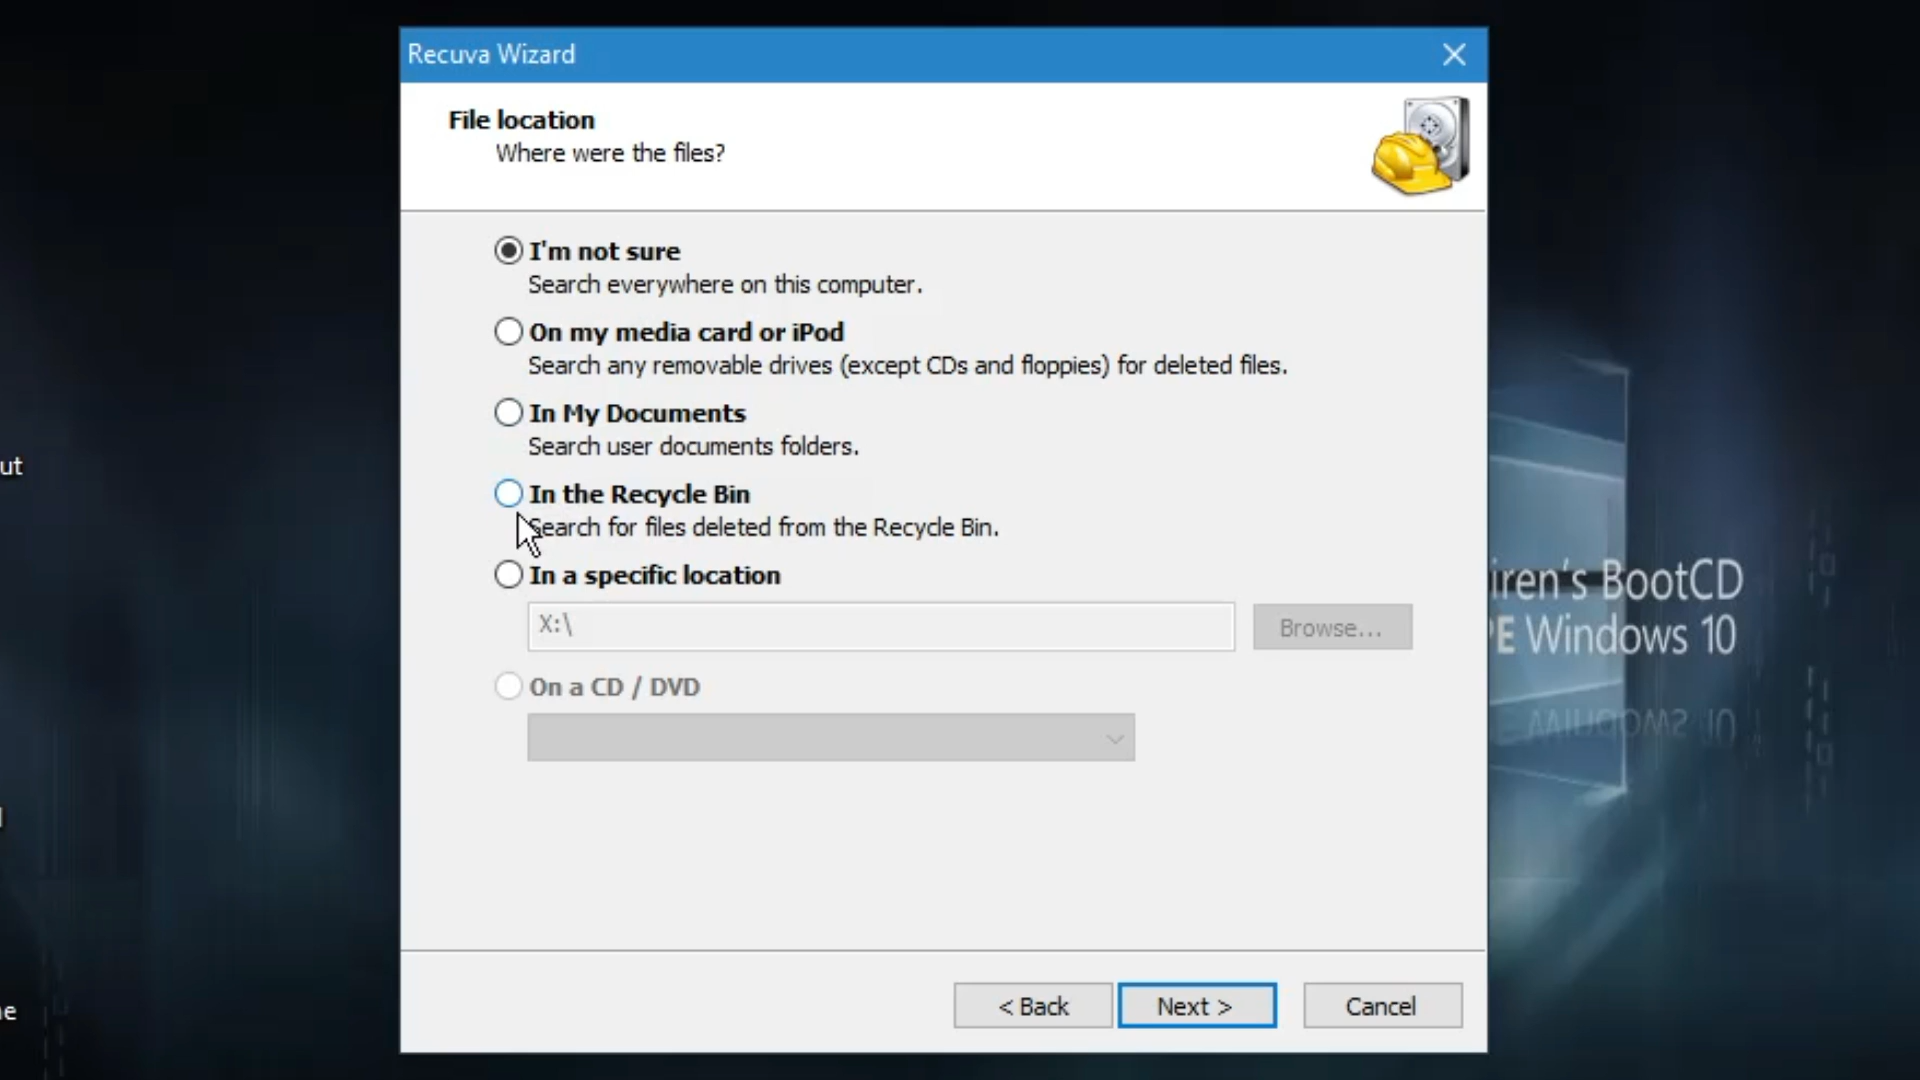 Recuva Wizard
File location
Where were the files?
I'm not sure
Search everywhere on this computer.
On my media card or iPod
Search any removable drives (except CDs and floppies) for deleted files.
In My Documents
Search user documents folders.
In the Recycle Bin
Search for files deleted from the Recycle Bin.
In a specific location
X:\
Browse...
On a CD / DVD
< Back
Next >
Cancel
iren's BootCD
PE Windows 10
ut